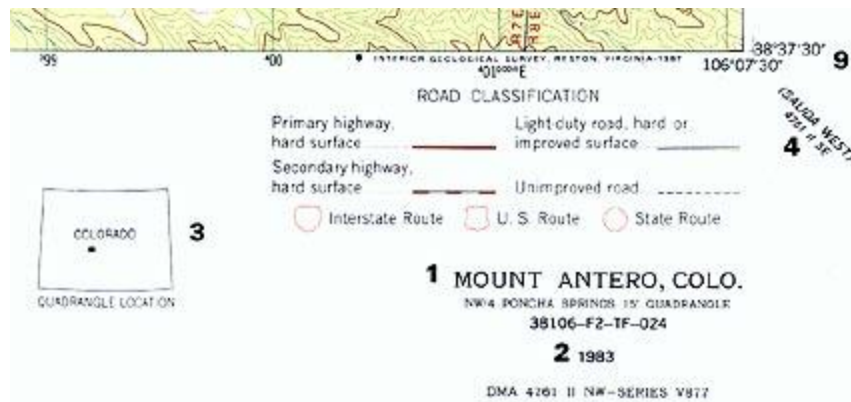 R7E
R8E
³99
⁴00
INTERIOR GEOLOGICAL SURVEY, RESTON, VIRGINIA-1987
⁴01⁰⁰⁰ᵐE
38°37'30"
106°07'30"
9
ROAD CLASSIFICATION
(SALIDA WEST)
4761 II SE
4
Primary highway, hard surface
Light-duty road, hard or improved surface
Secondary highway, hard surface
Unimproved road
Interstate Route U. S. Route State Route
COLORADO
3
QUADRANGLE LOCATION
1 MOUNT ANTERO, COLO.
NW/4 PONCHA SPRINGS 15' QUADRANGLE
38106-F2-TF-024
2 1983
DMA 4761 II NW-SERIES V877